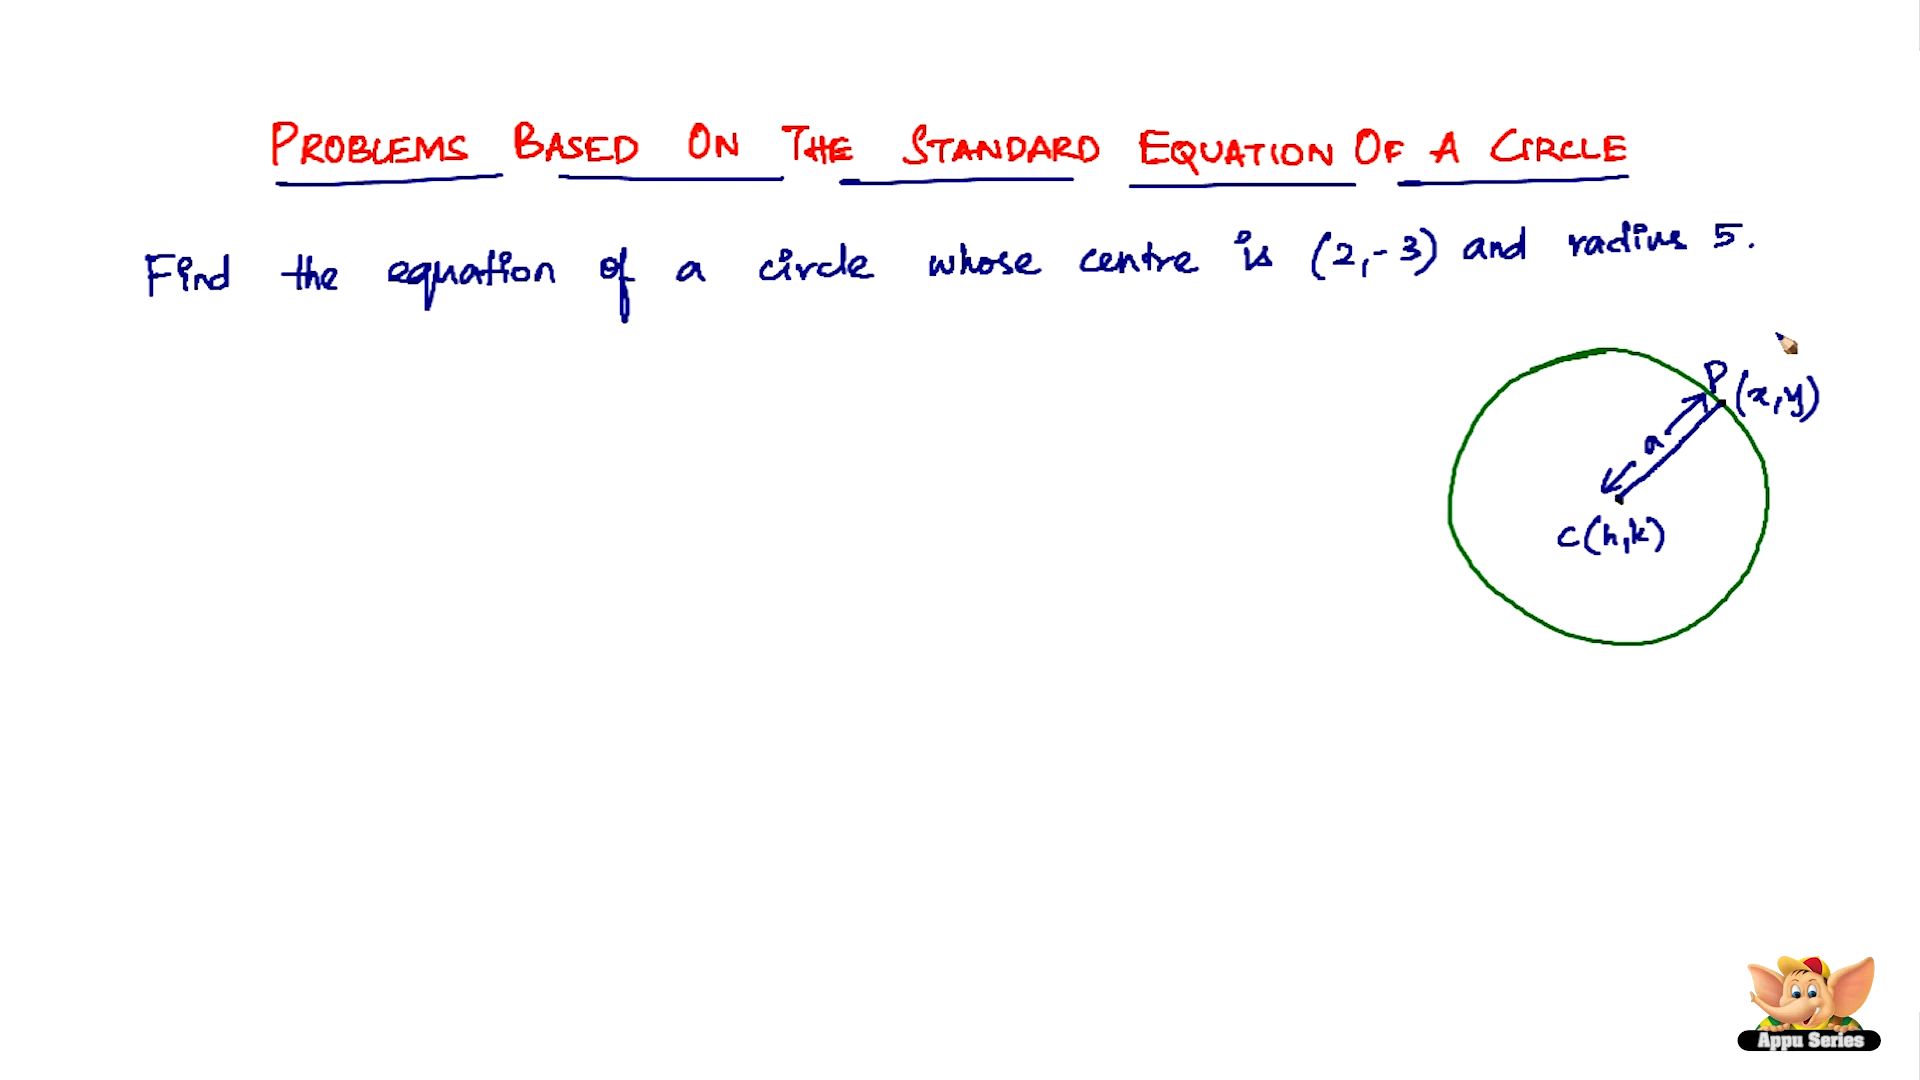 PROBLEMS BASED ON THE STANDARD EQUATION OF A CIRCLE
Find the equation of a circle whose centre is (2,-3) and radius 5.
P
(x,y)
a
C(h,k)
Appu Series